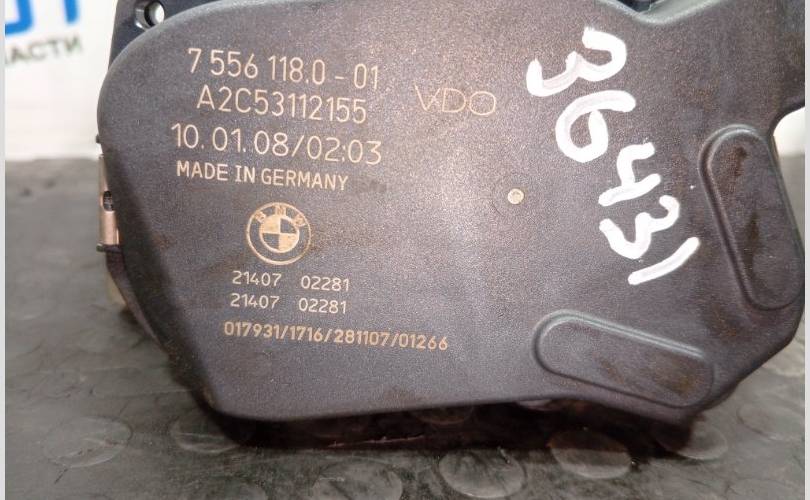 7 556 118.0-01
A2C53112155
VDO
10.01.08/02:03
MADE IN GERMANY
BMW
21407 02281
21407 02281
017931/1716/281107/01266
36431